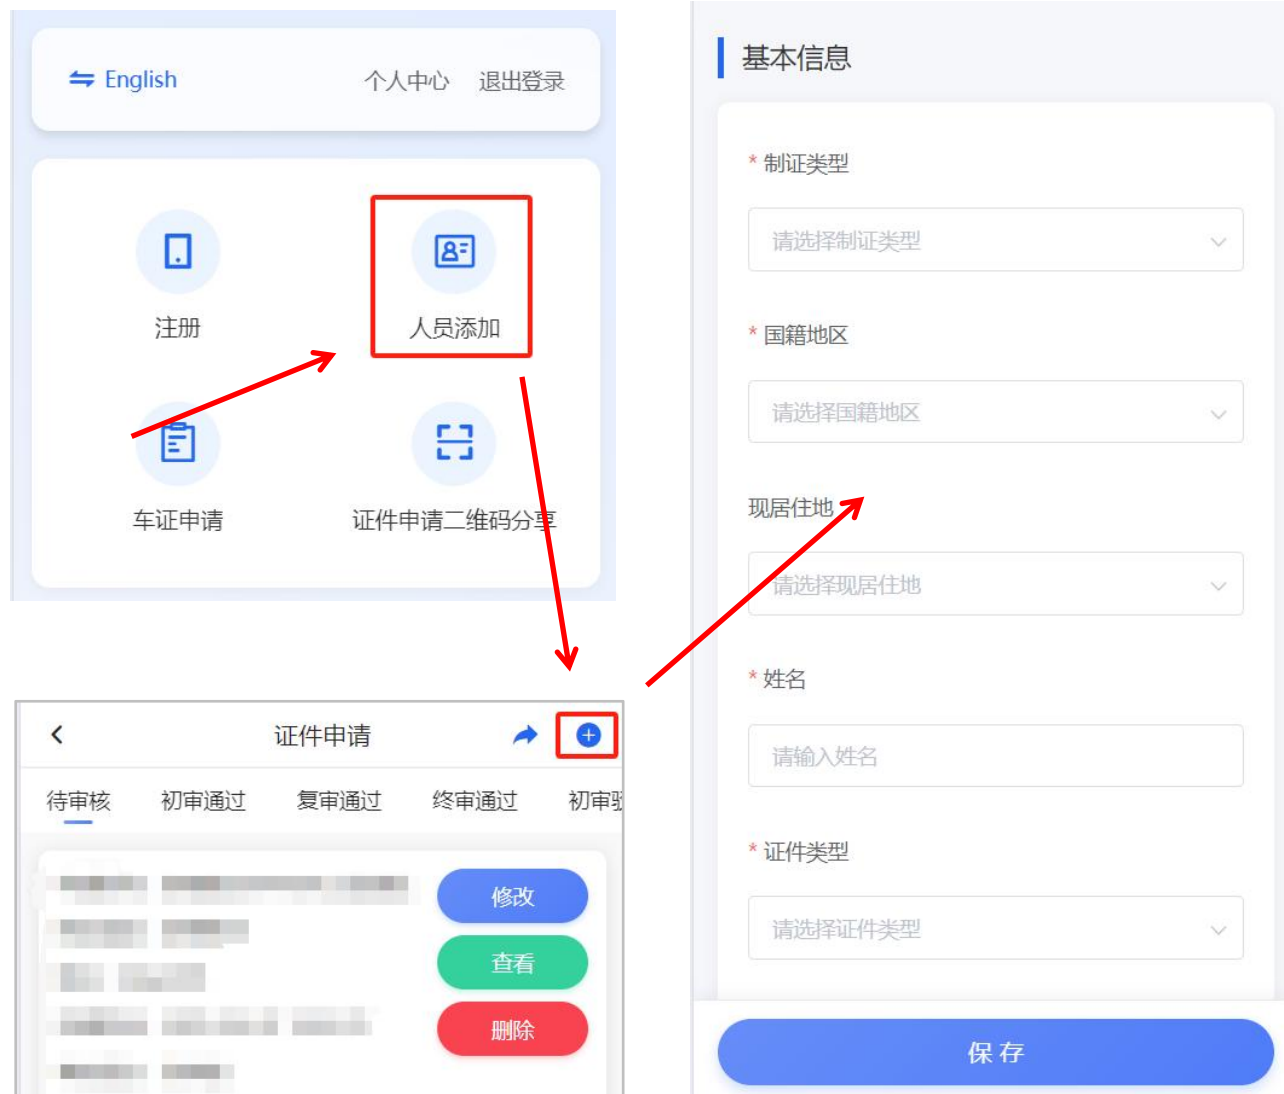 English
个人中心 退出登录
注册
人员添加
车证申请
证件申请二维码分享
证件申请
待审核 初审通过 复审通过 终审通过 初审
修改
查看
删除
基本信息
* 制证类型
请选择制证类型
* 国籍地区
请选择国籍地区
现居住地
请选择现居住地
* 姓名
请输入姓名
* 证件类型
请选择证件类型
保存